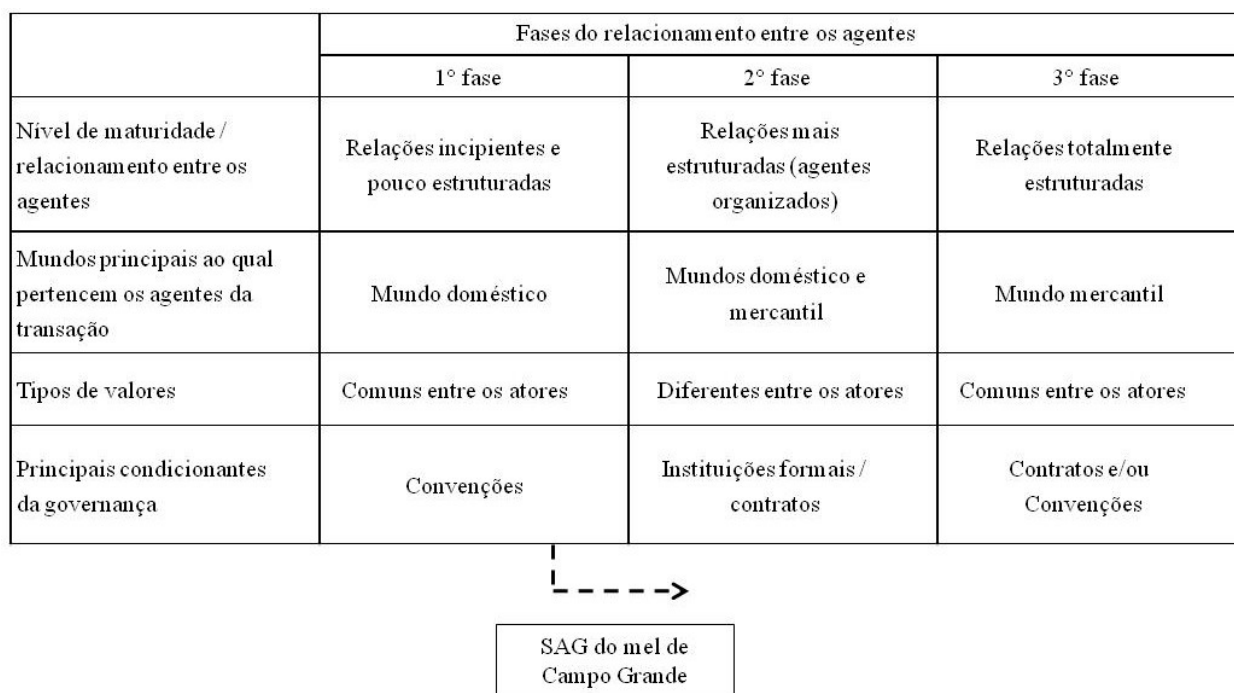 Fases do relacionamento entre os agentes
1° fase
2° fase
3° fase
Nível de maturidade /
relacionamento entre os
agentes
Relações incipientes e
pouco estruturadas
Relações mais
estruturadas (agentes
organizados)
Relações totalmente
estruturadas
Mundos principais ao qual
pertencem os agentes da
transação
Mundo doméstico
Mundos doméstico e
mercantil
Mundo mercantil
Tipos de valores
Comuns entre os atores
Diferentes entre os atores
Comuns entre os atores
Principais condicionantes
da governança
Convenções
Instituições formais /
contratos
Contratos e/ou
Convenções
SAG do mel de
Campo Grande